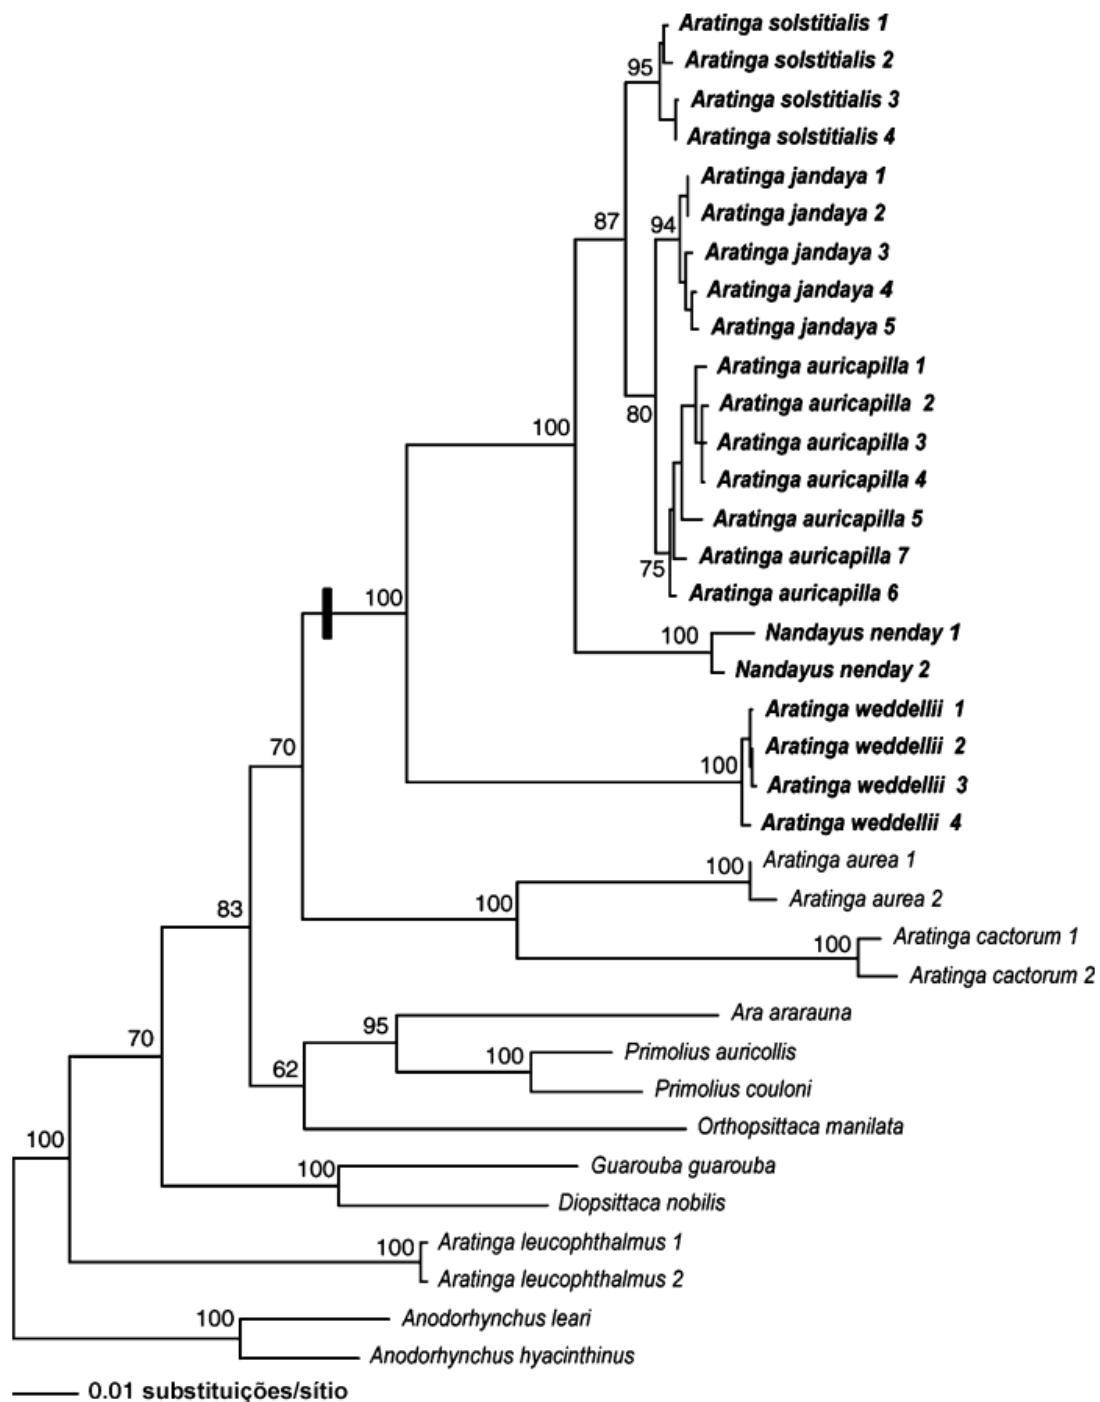 Aratinga solstitialis 1
Aratinga solstitialis 2
95
Aratinga solstitialis 3
Aratinga solstitialis 4
Aratinga jandaya 1
Aratinga jandaya 2
87
94
Aratinga jandaya 3
Aratinga jandaya 4
Aratinga jandaya 5
Aratinga auricapilla 1
Aratinga auricapilla 2
80
100
Aratinga auricapilla 3
Aratinga auricapilla 4
Aratinga auricapilla 5
Aratinga auricapilla 7
75
Aratinga auricapilla 6
100
100
Nandayus nenday 1
Nandayus nenday 2
Aratinga weddellii 1
Aratinga weddellii 2
70
100
Aratinga weddellii 3
Aratinga weddellii 4
100
Aratinga aurea 1
Aratinga aurea 2
83
100
100
Aratinga cactorum 1
Aratinga cactorum 2
Ara ararauna
95
70
100
Primolius auricollis
62
Primolius couloni
Orthopsittaca manilata
100
100
Guarouba guarouba
Diopsittaca nobilis
100
Aratinga leucophthalmus 1
Aratinga leucophthalmus 2
100
Anodorhynchus leari
Anodorhynchus hyacinthinus
0.01 substituições/sítio